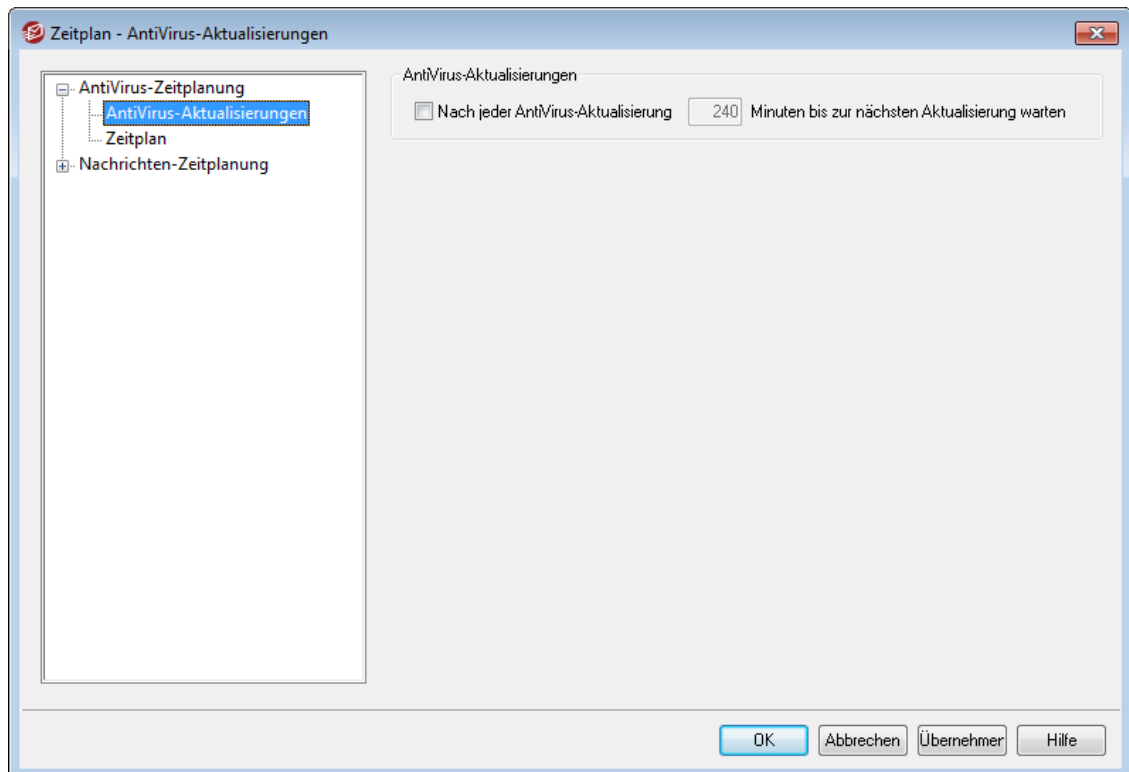 Zeitplan - AntiVirus-Aktualisierungen
AntiVirus-Zeitplanung
AntiVirus-Aktualisierungen
Zeitplan
Nachrichten-Zeitplanung
AntiVirus-Aktualisierungen
Nach jeder AntiVirus-Aktualisierung 240 Minuten bis zur nächsten Aktualisierung warten
OK Abbrechen Übernehmer Hilfe